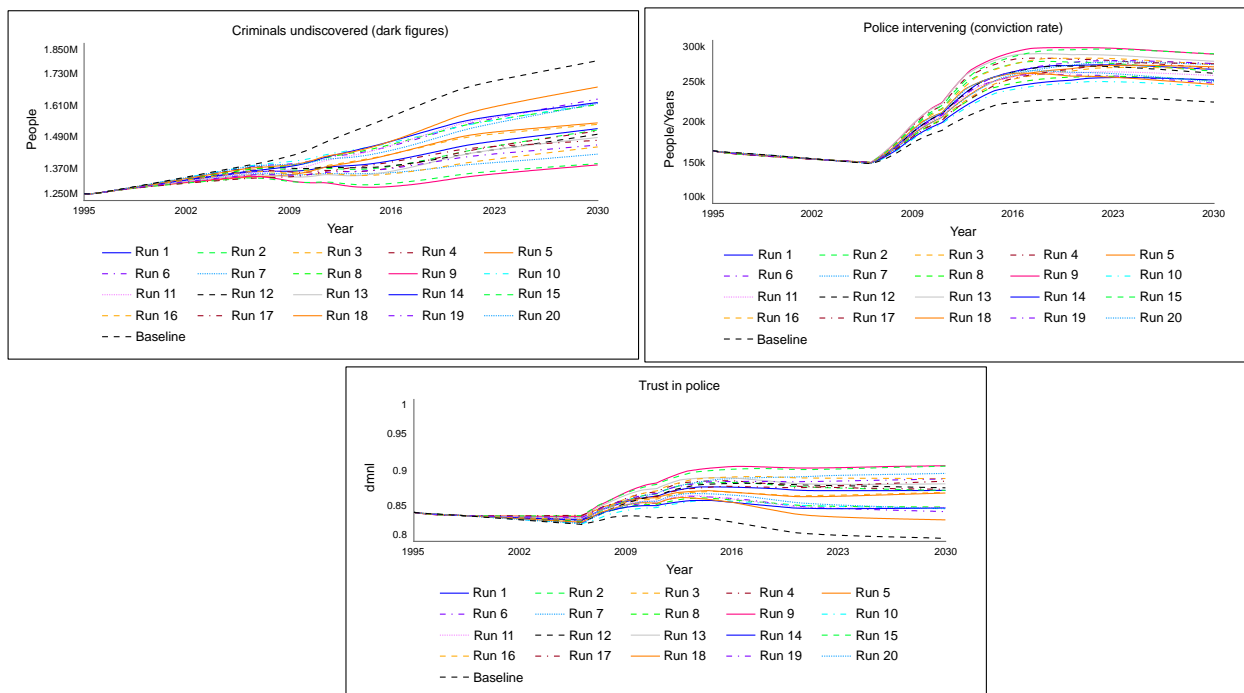 Criminals undiscovered (dark figures)
1.850M
1.730M
1.610M
1.490M
1.370M
1.250M
People
1995 2002 2009 2016 2023 2030
Year
Run 1 Run 2 Run 3 Run 4 Run 5
Run 6 Run 7 Run 8 Run 9 Run 10
Run 11 Run 12 Run 13 Run 14 Run 15
Run 16 Run 17 Run 18 Run 19 Run 20
Baseline
Police intervening (conviction rate)
300k
250k
200k
150k
100k
People/Years
1995 2002 2009 2016 2023 2030
Year
Run 1 Run 2 Run 3 Run 4 Run 5
Run 6 Run 7 Run 8 Run 9 Run 10
Run 11 Run 12 Run 13 Run 14 Run 15
Run 16 Run 17 Run 18 Run 19 Run 20
Baseline
Trust in police
1
0.95
0.9
0.85
0.8
dmnl
1995 2002 2009 2016 2023 2030
Year
Run 1 Run 2 Run 3 Run 4 Run 5
Run 6 Run 7 Run 8 Run 9 Run 10
Run 11 Run 12 Run 13 Run 14 Run 15
Run 16 Run 17 Run 18 Run 19 Run 20
Baseline